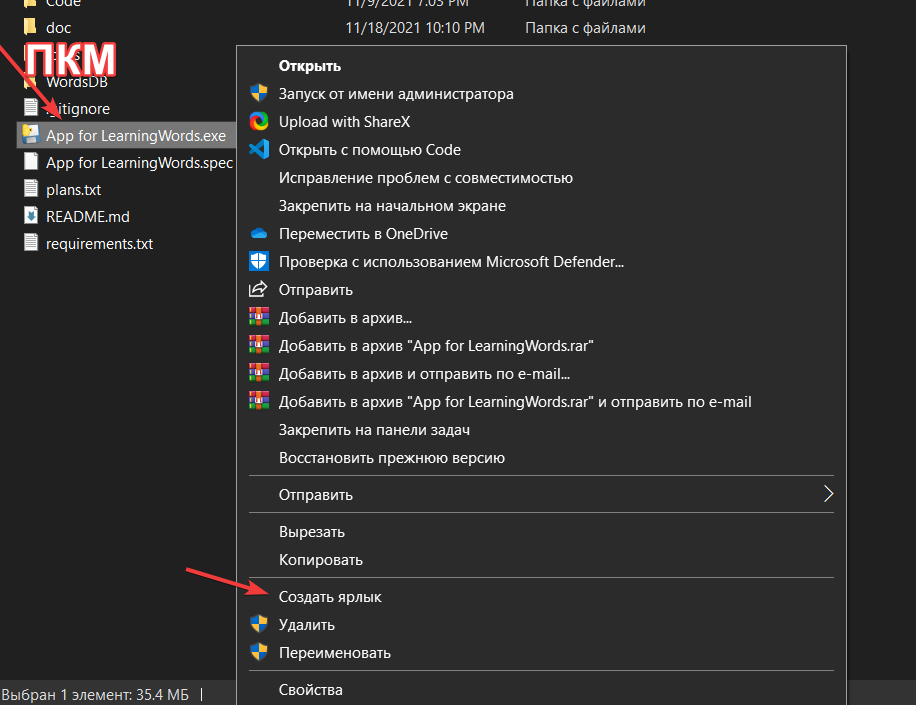 Code 11/9/2021 7:03 PM Папка с файлами
doc 11/18/2021 10:10 PM Папка с файлами
ПКМ
WordsDB
.gitignore
App for LearningWords.exe
App for LearningWords.spec
plans.txt
README.md
requirements.txt
Открыть
Запуск от имени администратора
Upload with ShareX
Открыть с помощью Code
Исправление проблем с совместимостью
Закрепить на начальном экране
Переместить в OneDrive
Проверка с использованием Microsoft Defender...
Отправить
Добавить в архив...
Добавить в архив "App for LearningWords.rar"
Добавить в архив и отправить по e-mail...
Добавить в архив "App for LearningWords.rar" и отправить по e-mail
Закрепить на панели задач
Восстановить прежнюю версию
Отправить
Вырезать
Копировать
Создать ярлык
Удалить
Переименовать
Свойства
Выбран 1 элемент: 35.4 МБ